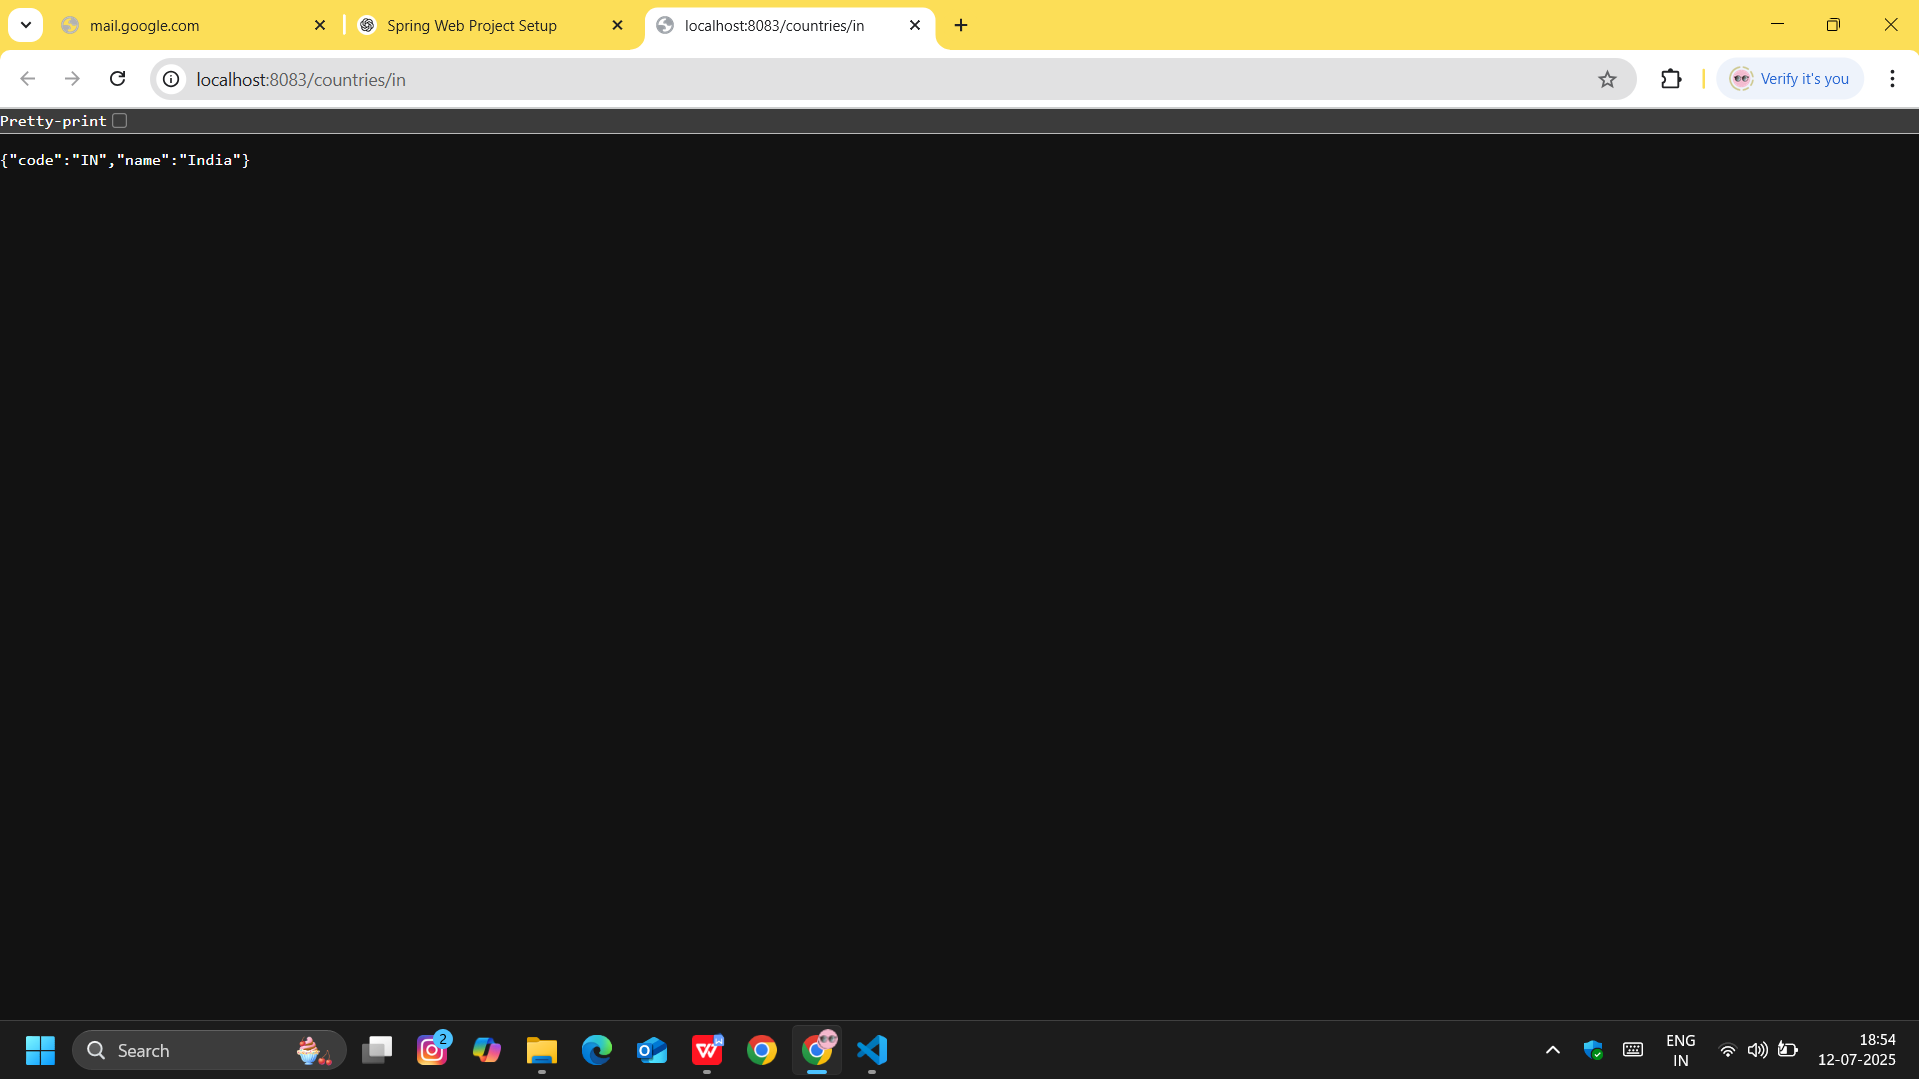 mail.google.com
Spring Web Project Setup
localhost:8083/countries/in
localhost:8083/countries/in
Verify it's you
Pretty-print
{"code":"IN","name":"India"}
Search
2
ENG
IN
18:54
12-07-2025